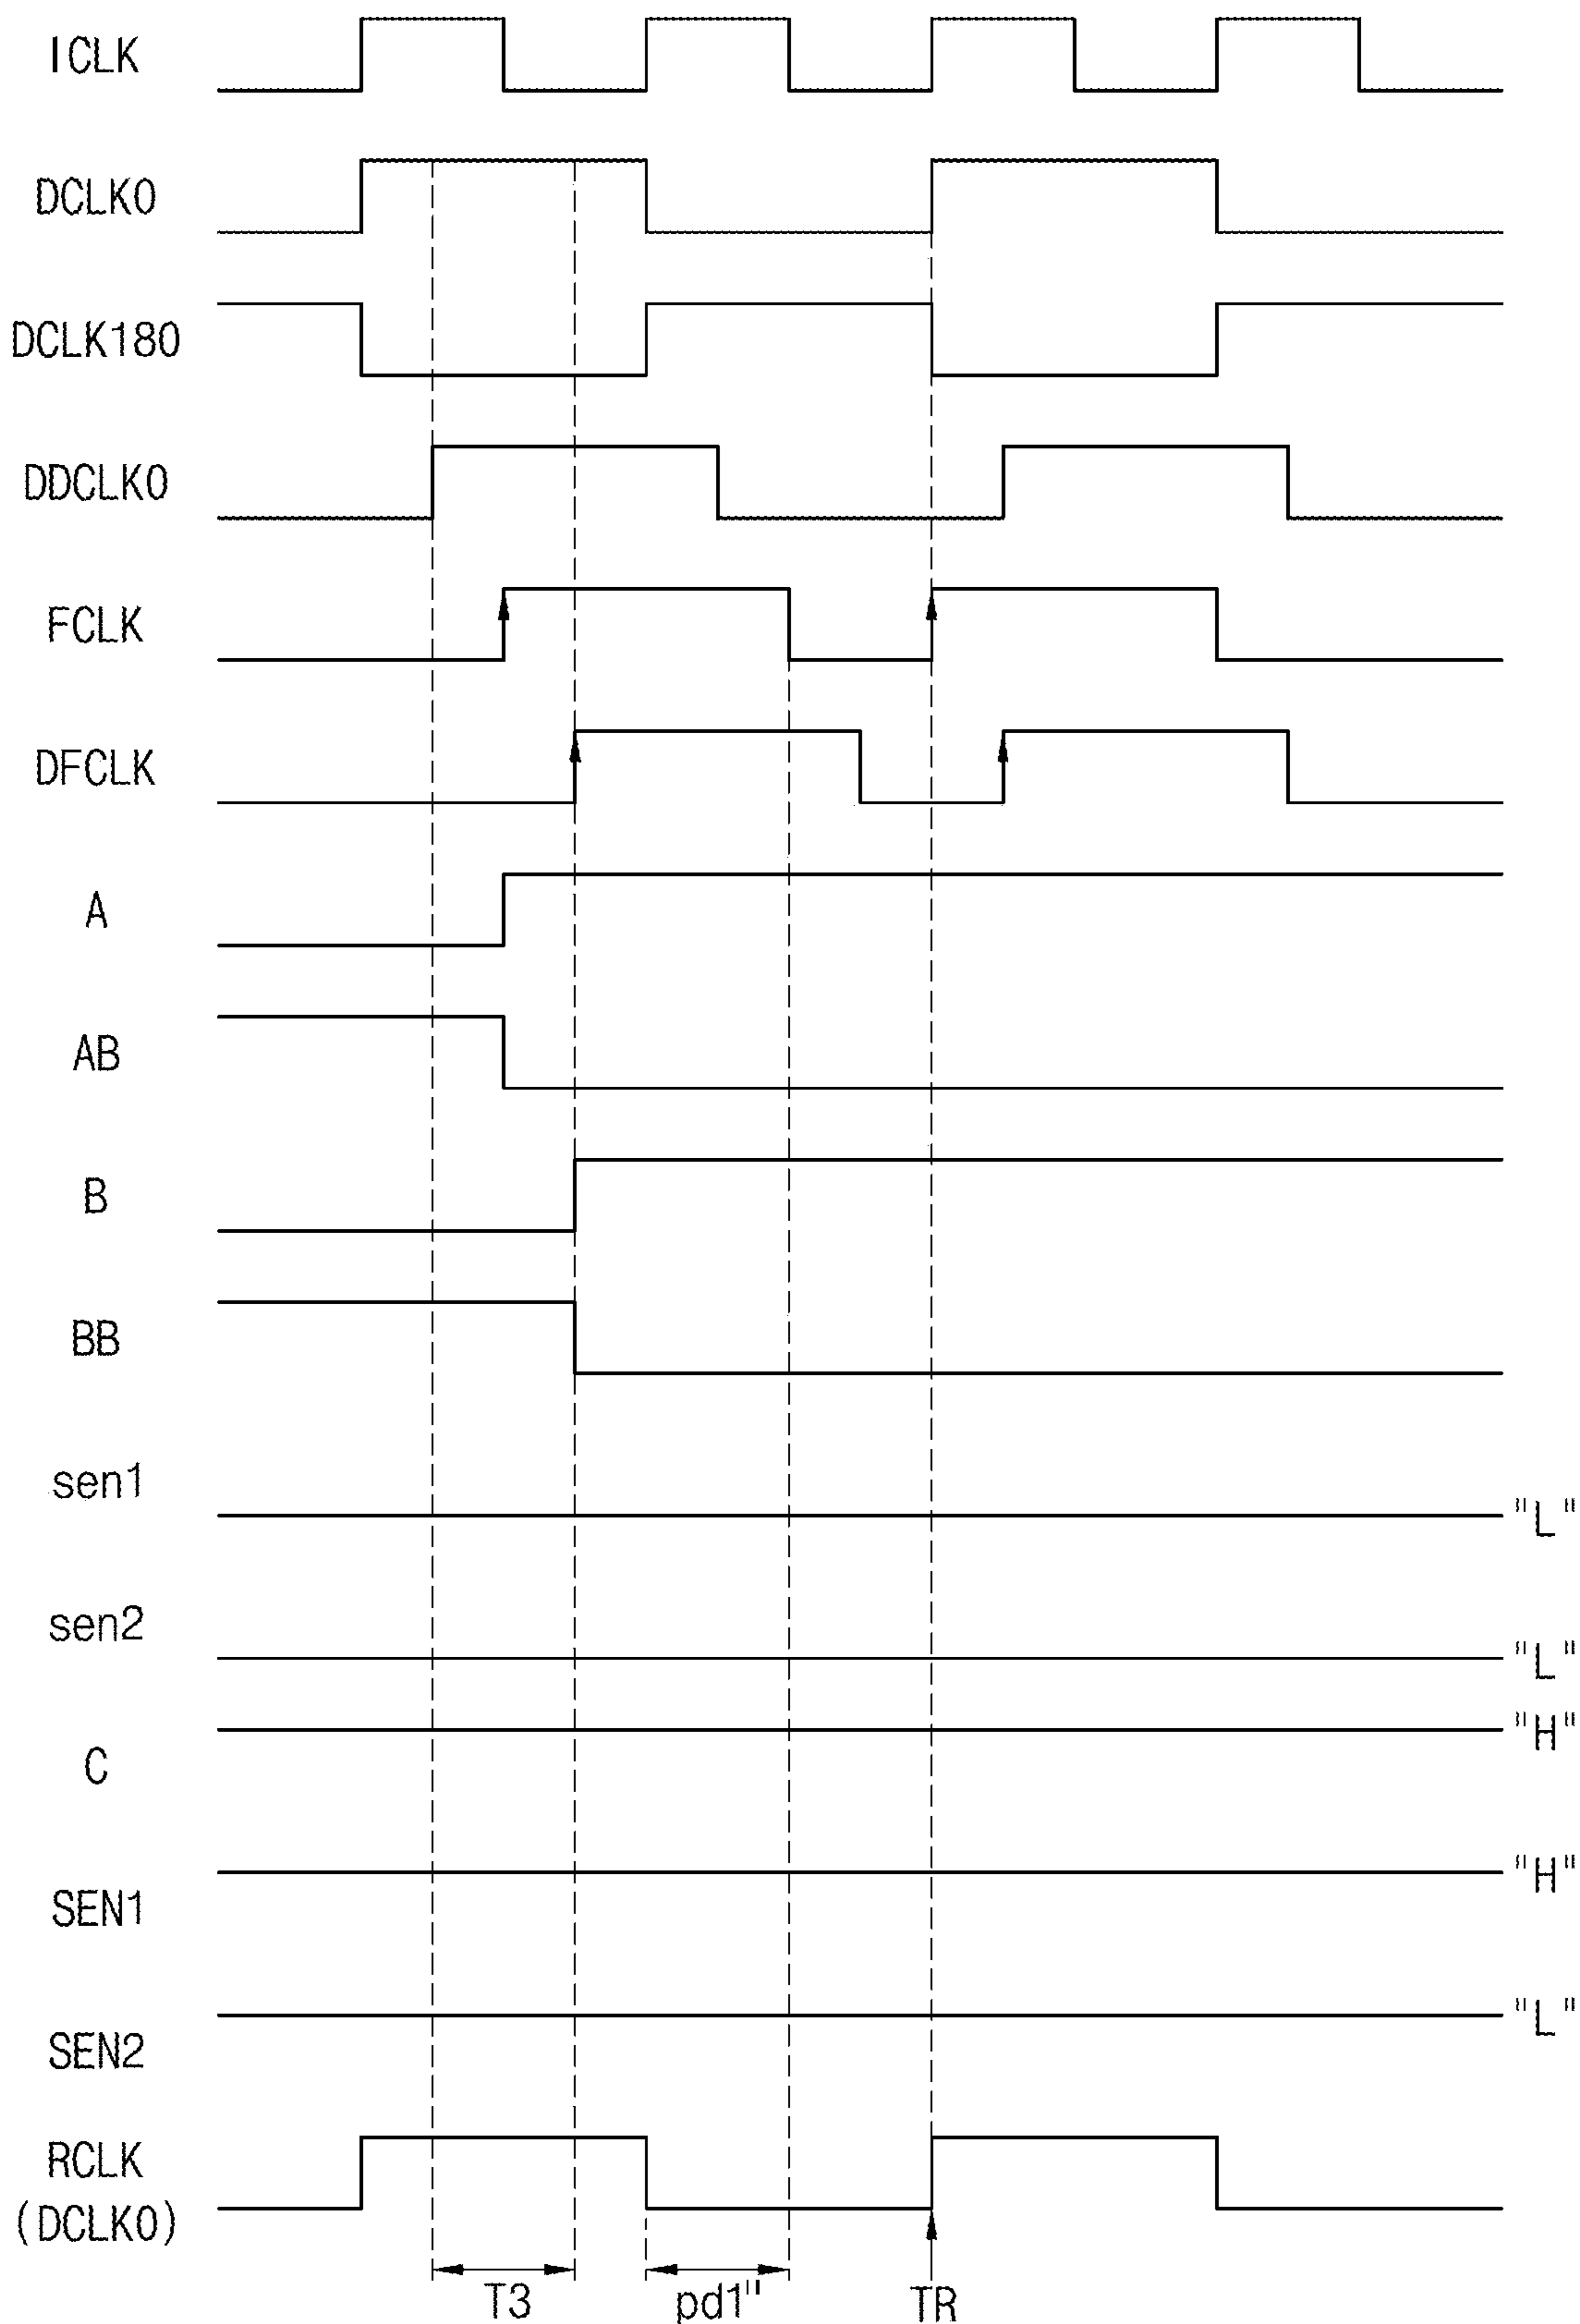 ICLK
DCLK0
DCLK180
DDCLK0
FCLK
DFCLK
A
AB
B
BB
sen1
"L"
sen2
"L"
C
"H"
SEN1
"H"
SEN2
"L"
RCLK
(DCLK0)
T3
pd1"
TR